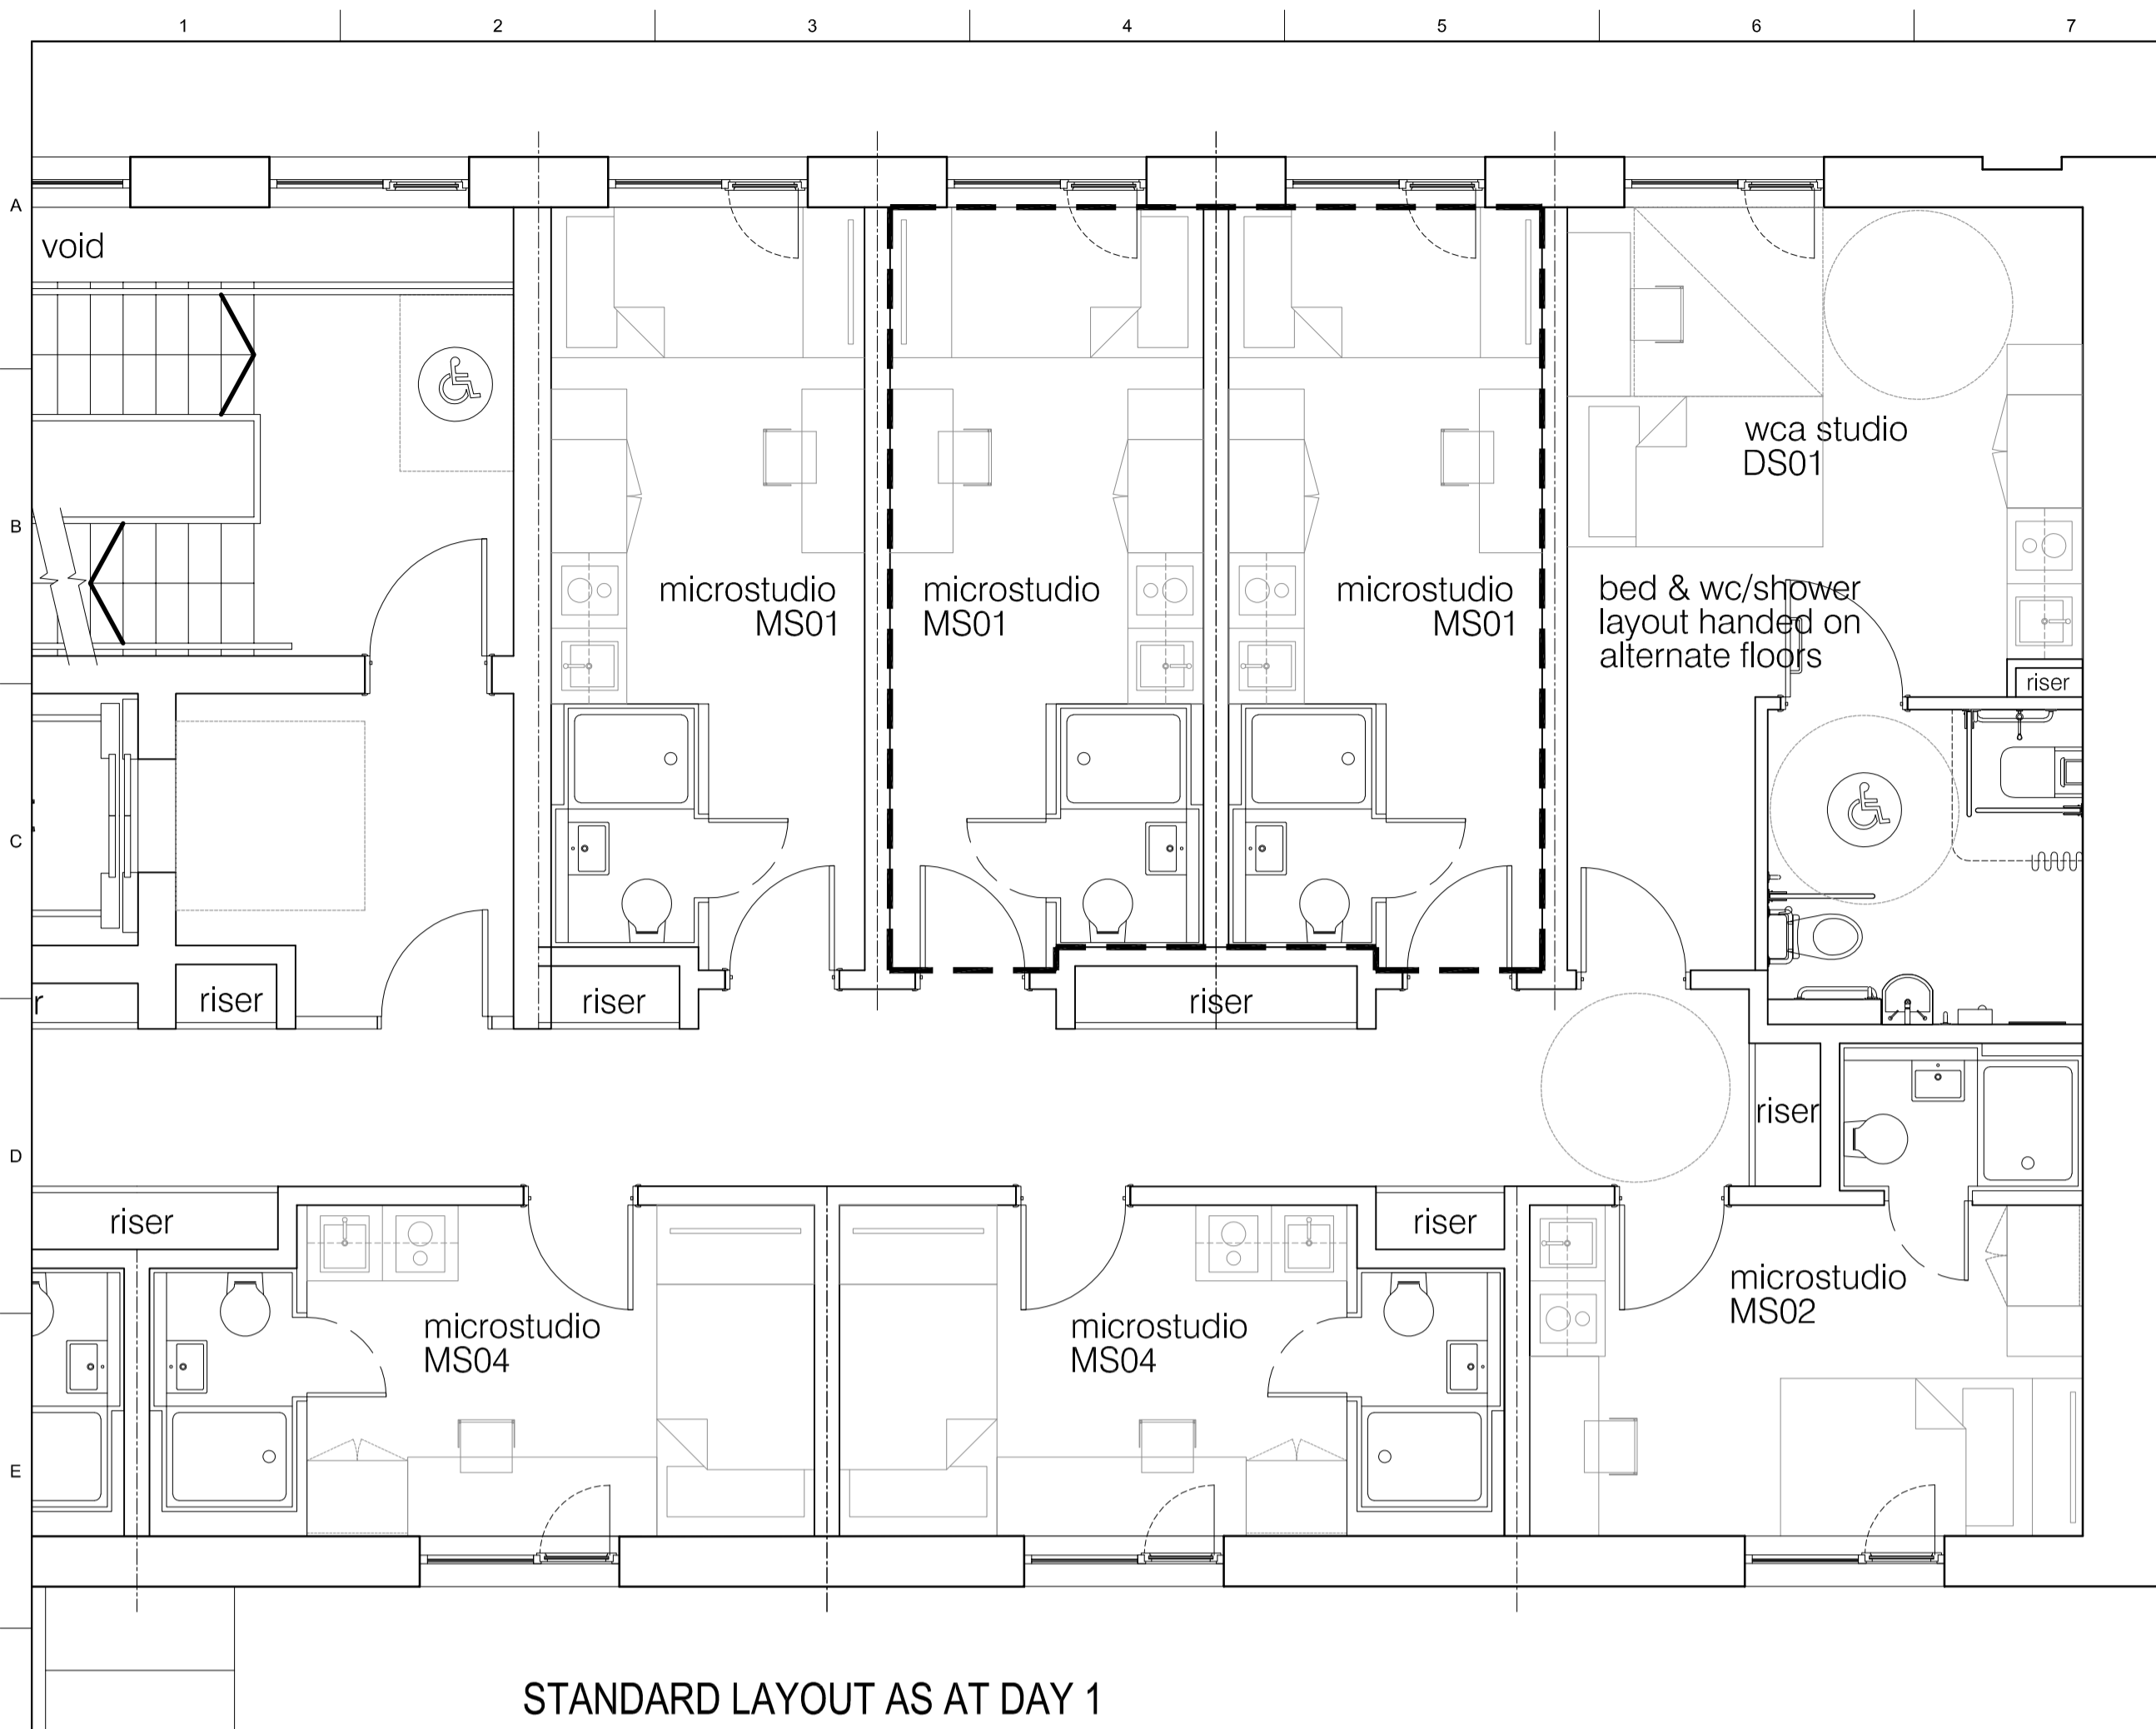 1
2
3
4
5
6
7
A
B
C
D
E
void
wca studio
DS01
microstudio
MS01
microstudio
MS01
microstudio
MS01
bed & wc/shower
layout handed on
alternate floors
riser
r
riser
riser
riser
riser
riser
riser
microstudio
MS04
microstudio
MS04
microstudio
MS02
STANDARD LAYOUT AS AT DAY 1